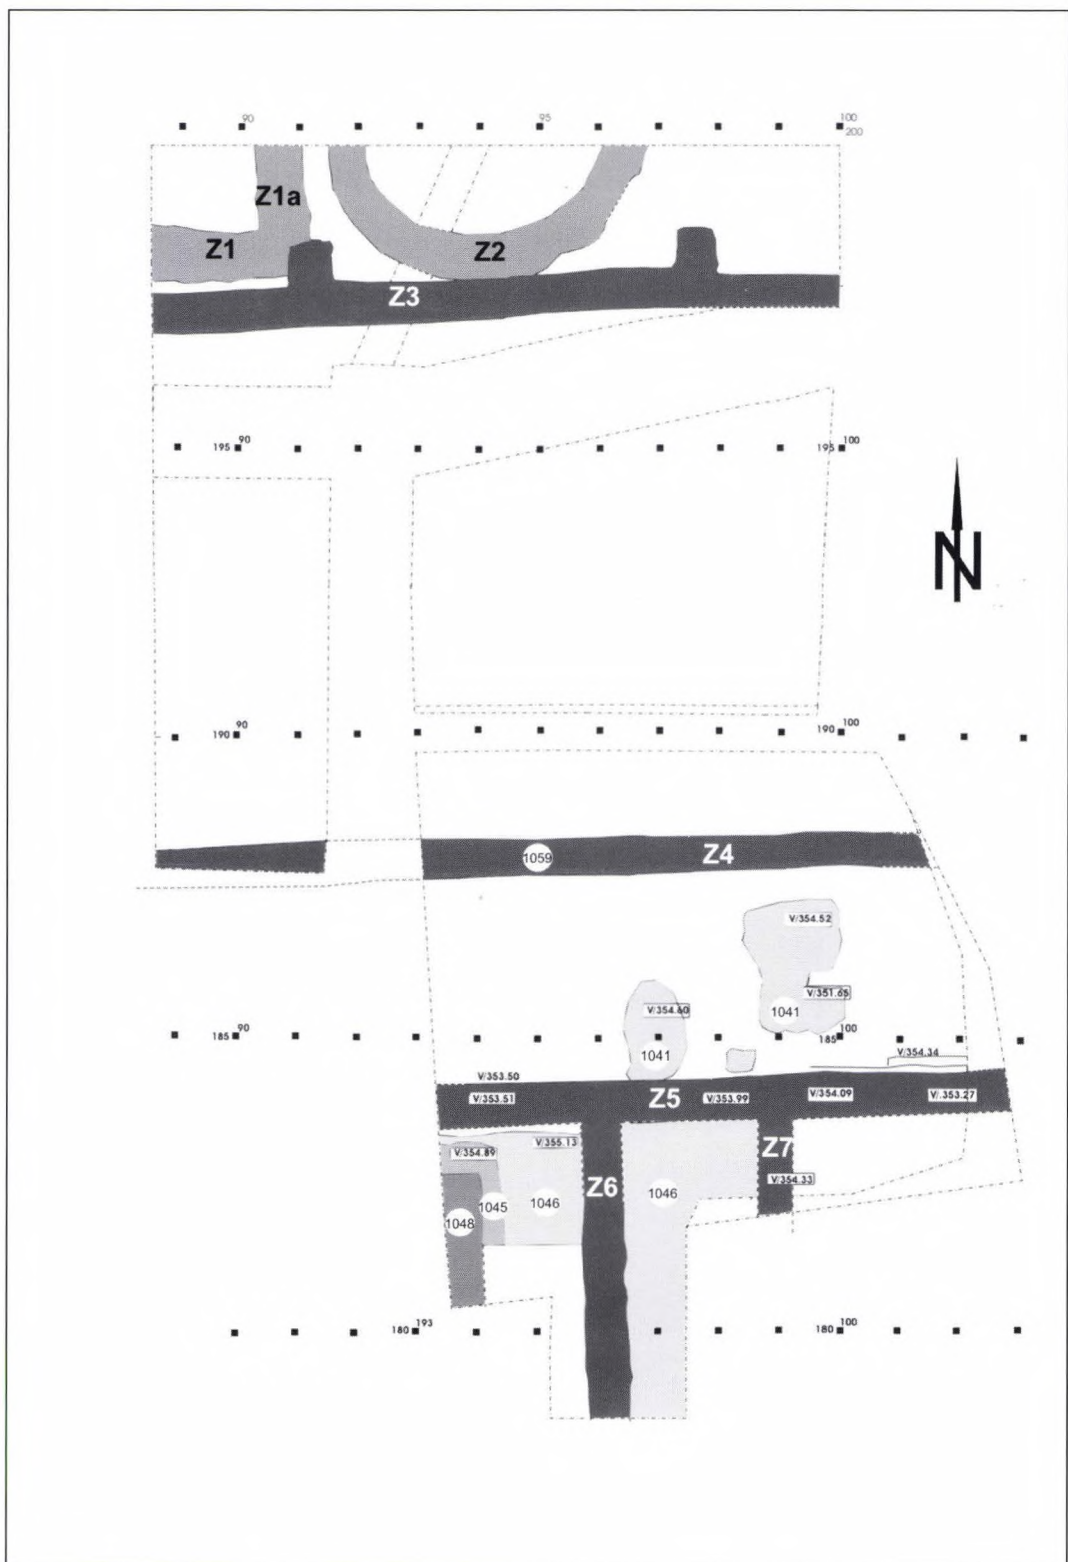 90 95 100
200
Z1a
Z1 Z2
Z3
195 90 195 100
N
190 90 190 100
1059 Z4
V/354.52
V/354.60 V/351.65
1041
185 90 185 100
1041
V/354.34
V/353.50
V/353.51 Z5 V/353.99 V/354.09 V/.353.27
V/354.89 V/355.13 Z7
V/354.33
Z6
1048 1045 1046 1046
180 193 180 100